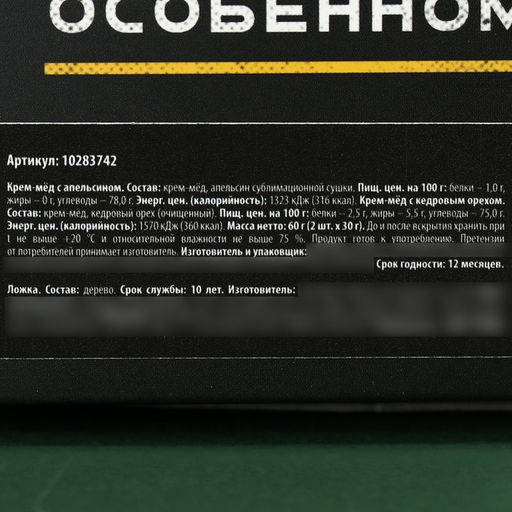 ОСОБЕННОМ
Артикул: 10283742
Крем-мёд с апельсином. Состав: крем-мёд, апельсин сублимационной сушки. Пищ. цен. на 100 г: белки – 1,0 г,
жиры – 0 г, углеводы – 78,0 г. Энерг. цен. (калорийность): 1323 кДж (316 ккал). Крем-мёд с кедровым орехом.
Состав: крем-мёд, кедровый орех (очищенный). Пищ. цен. на 100 г: белки – 2,5 г, жиры – 5,5 г, углеводы – 75,0 г.
Энерг. цен. (калорийность): 1570 кДж (360 ккал). Масса нетто: 60 г (2 шт. х 30 г). До и после вскрытия хранить при
t не выше +20 °С и относительной влажности не выше 75 %. Продукт готов к употреблению. Претензии
от потребителей принимает изготовитель. Изготовитель и упаковщик:
Срок годности: 12 месяцев.
Ложка. Состав: дерево. Срок службы: 10 лет. Изготовитель: